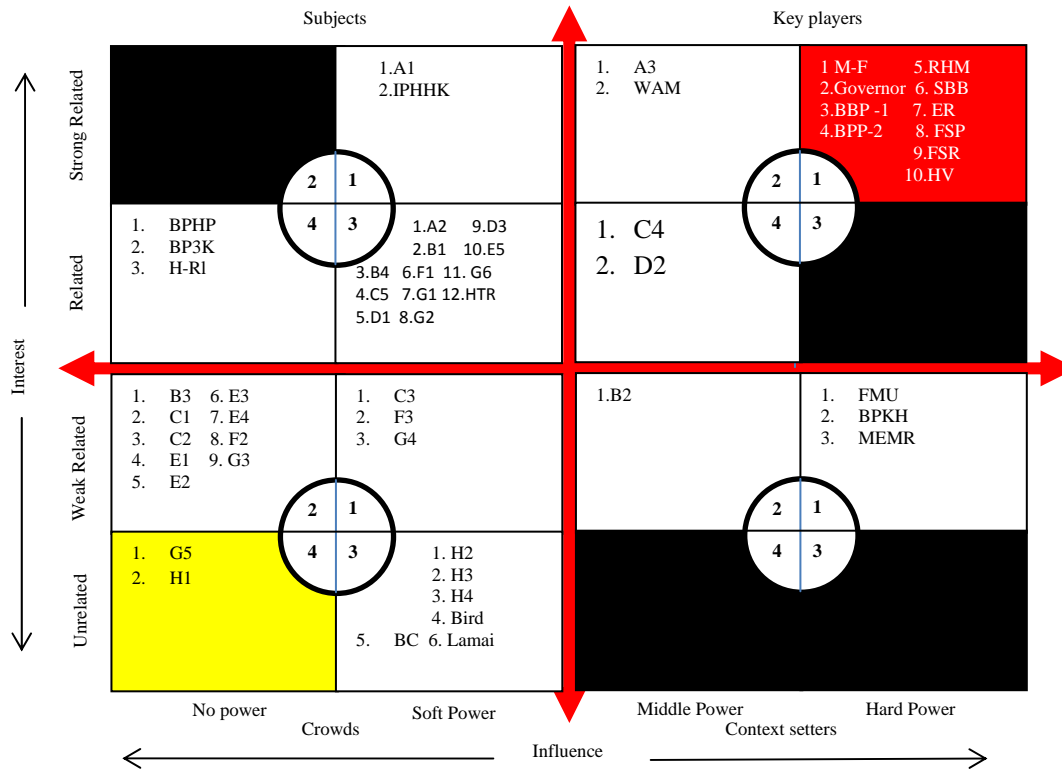 Subjects
Key players
Interest
Strong Related
Related
Weak Related
Unrelated
1.A1
2.IPHHK
2 1
4 3
1. BPHP
2. BP3K
3. H-Rl
1.A2 9.D3
2.B1 10.E5
3.B4 6.F1 11. G6
4.C5 7.G1 12.HTR
5.D1 8.G2
1. A3
2. WAM
1 M-F 5.RHM
2.Governor 6. SBB
3.BBP -1 7. ER
4.BPP-2 8. FSP
9.FSR
10.HV
2 1
4 3
1. C4
2. D2
1. B3 6. E3
2. C1 7. E4
3. C2 8. F2
4. E1 9. G3
5. E2
1. C3
2. F3
3. G4
2 1
4 3
1. G5
2. H1
1. H2
2. H3
3. H4
4. Bird
5. BC 6. Lamai
1.B2
1. FMU
2. BPKH
3. MEMR
2 1
4 3
No power
Soft Power
Middle Power
Hard Power
Crowds
Context setters
Influence